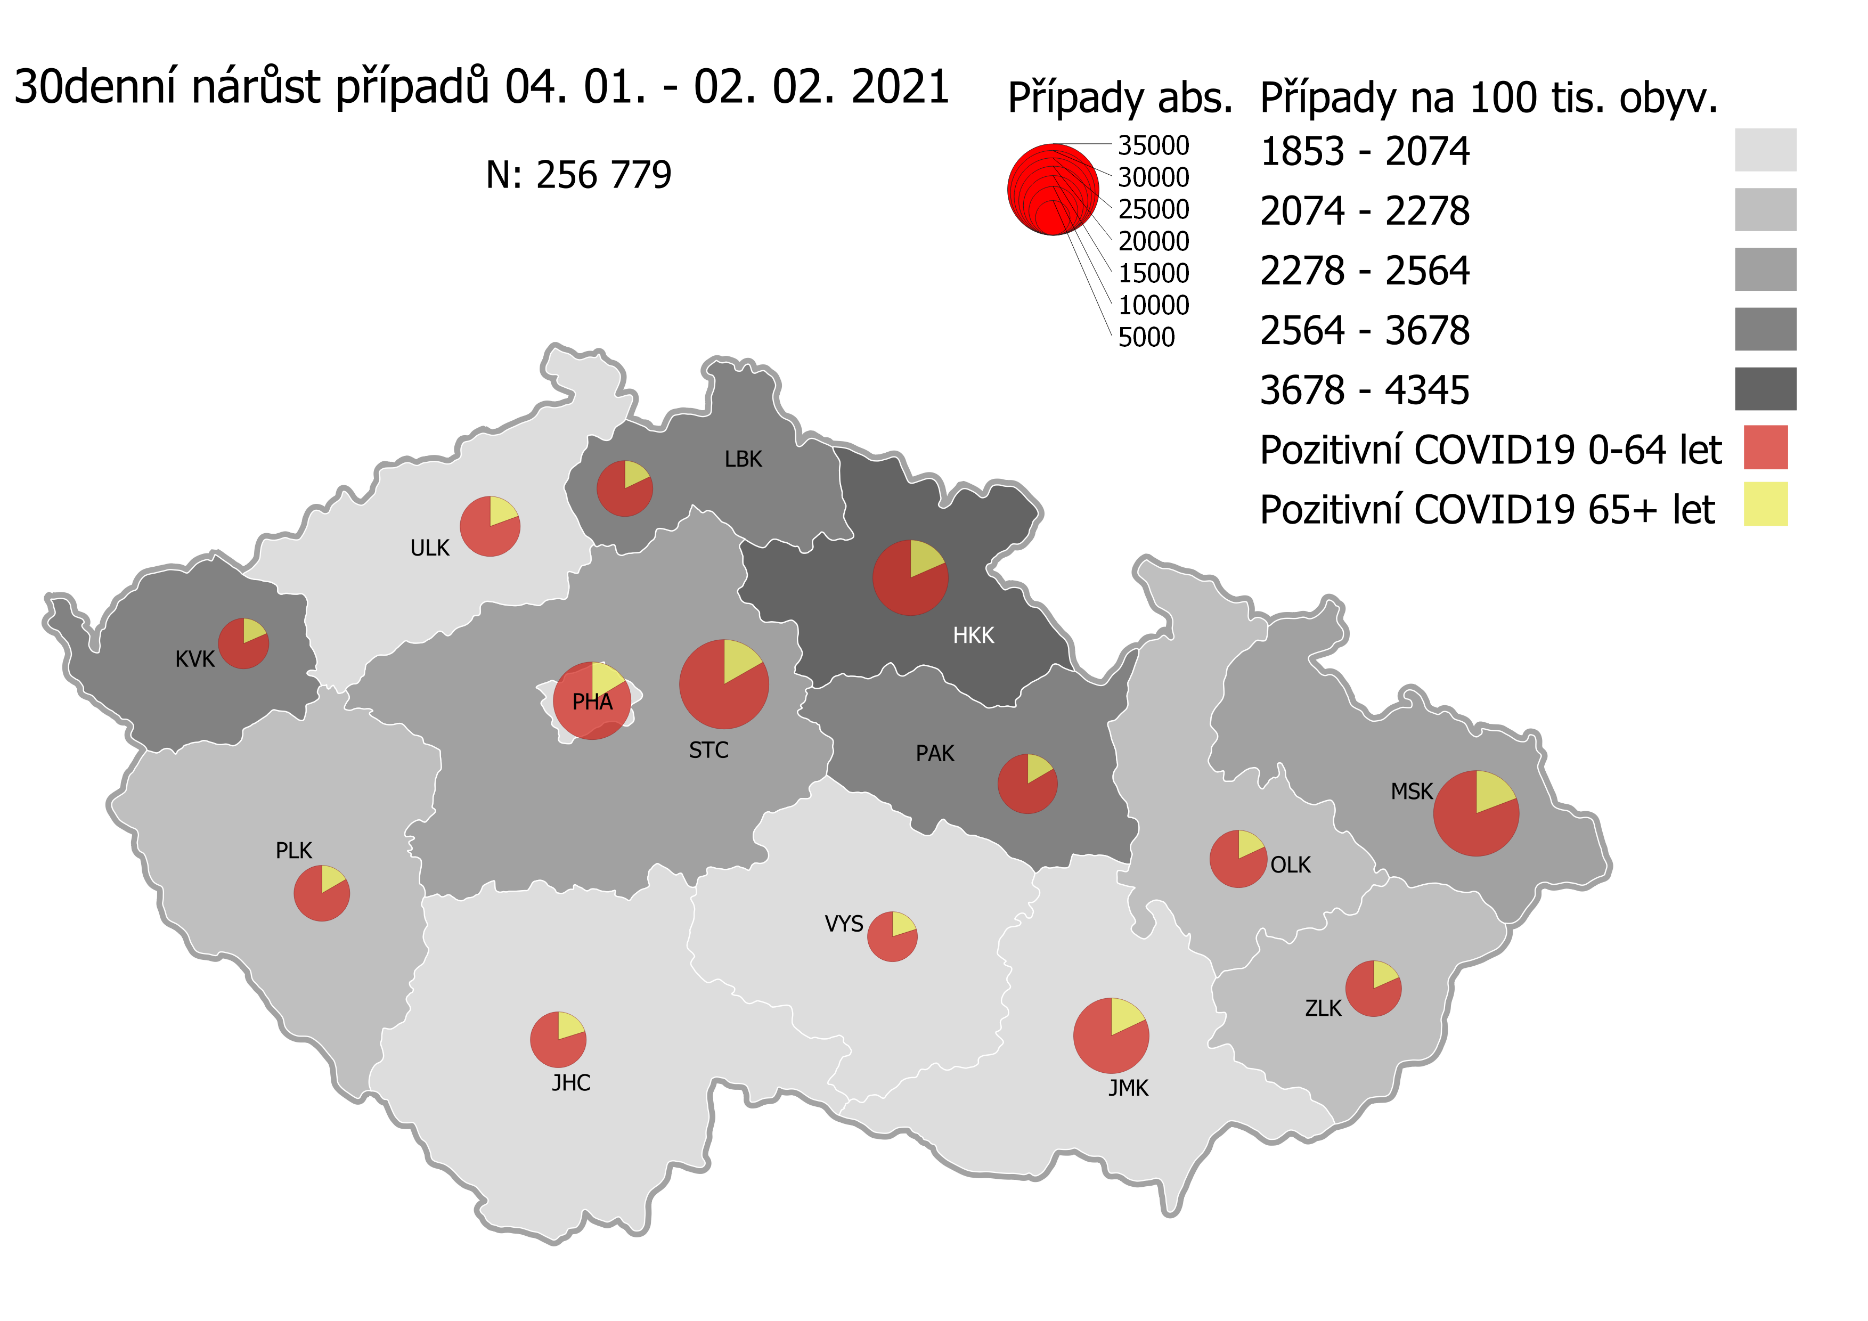 30denní nárůst případů 04. 01. - 02. 02. 2021
N: 256 779
Případy abs.
35000
30000
25000
20000
15000
10000
5000
Případy na 100 tis. obyv.
1853 - 2074
2074 - 2278
2278 - 2564
2564 - 3678
3678 - 4345
Pozitivní COVID19 0-64 let
Pozitivní COVID19 65+ let
LBK
ULK
HKK
KVK
PHA
STC
PAK
MSK
PLK
OLK
VYS
ZLK
JHC
JMK